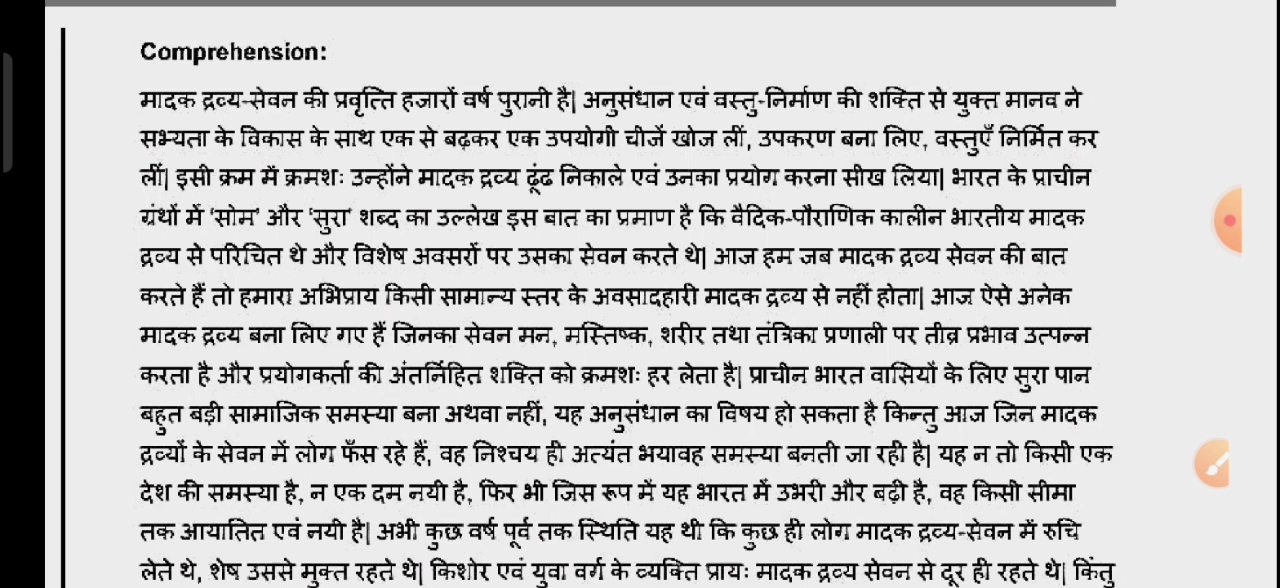 Comprehension:
मादक द्रव्य-सेवन की प्रवृत्ति हजारों वर्ष पुरानी है| अनुसंधान एवं वस्तु-निर्माण की शक्ति से युक्त मानव ने
सभ्यता के विकास के साथ एक से बढ़कर एक उपयोगी चीजें खोज लीं, उपकरण बना लिए, वस्तुएँ निर्मित कर
लीं| इसी क्रम में क्रमशः उन्होंने मादक द्रव्य ढूंढ निकाले एवं उनका प्रयोग करना सीख लिया| भारत के प्राचीन
ग्रंथों में 'सोम' और 'सुरा' शब्द का उल्लेख इस बात का प्रमाण है कि वैदिक-पौराणिक कालीन भारतीय मादक
द्रव्य से परिचित थे और विशेष अवसरों पर उसका सेवन करते थे| आज हम जब मादक द्रव्य सेवन की बात
करते हैं तो हमारा अभिप्राय किसी सामान्य स्तर के अवसादहारी मादक द्रव्य से नहीं होता| आज ऐसे अनेक
मादक द्रव्य बना लिए गए हैं जिनका सेवन मन, मस्तिष्क, शरीर तथा तंत्रिका प्रणाली पर तीव्र प्रभाव उत्पन्न
करता है और प्रयोगकर्ता की अंतर्निहित शक्ति को क्रमशः हर लेता है| प्राचीन भारत वासियों के लिए सुरा पान
बहुत बड़ी सामाजिक समस्या बना अथवा नहीं, यह अनुसंधान का विषय हो सकता है किन्तु आज जिन मादक
द्रव्यों के सेवन में लोग फँस रहे हैं, वह निश्चय ही अत्यंत भयावह समस्या बनती जा रही है| यह न तो किसी एक
देश की समस्या है, न एक दम नयी है, फिर भी जिस रूप में यह भारत में उभरी और बढ़ी है, वह किसी सीमा
तक आयातित एवं नयी है| अभी कुछ वर्ष पूर्व तक स्थिति यह थी कि कुछ ही लोग मादक द्रव्य-सेवन में रुचि
लेते थे, शेष उससे मुक्त रहते थे| किशोर एवं युवा वर्ग के व्यक्ति प्रायः मादक द्रव्य सेवन से दूर ही रहते थे| किंतु